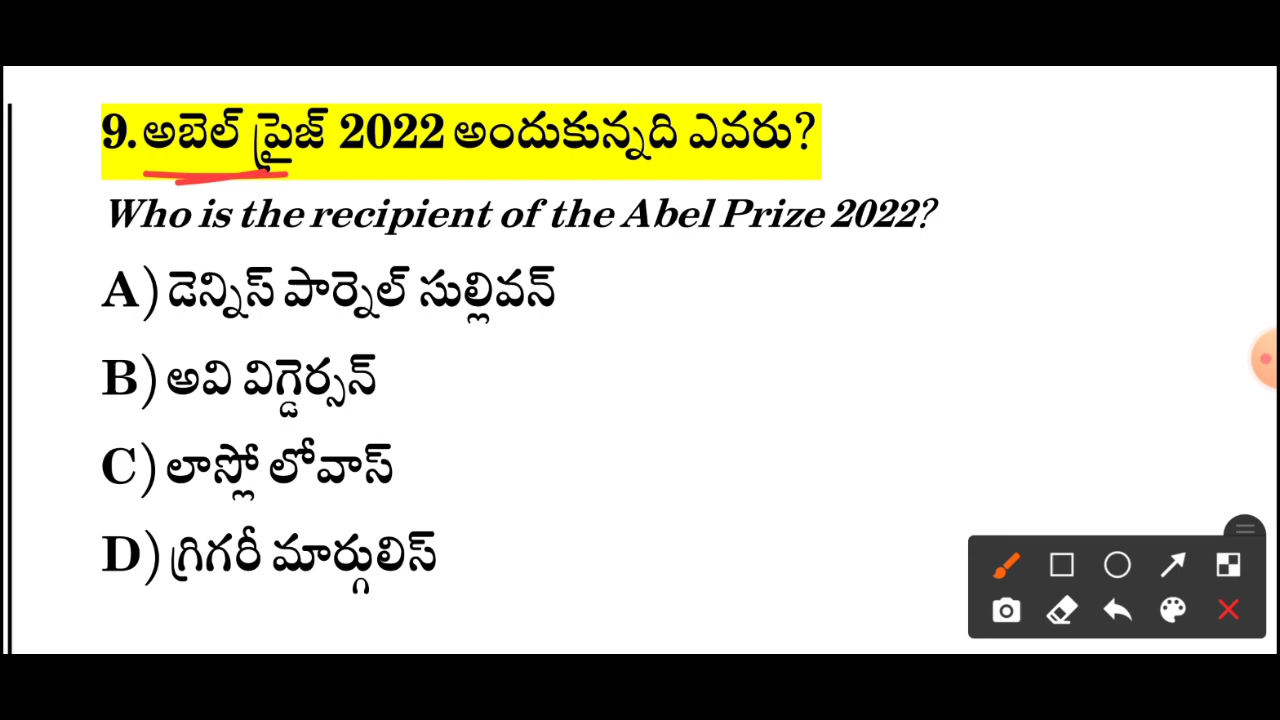 9. అబెల్ ప్రైజ్ 2022 అందుకున్నది ఎవరు?
Who is the recipient of the Abel Prize 2022?
A) డెన్నిస్ పార్నెల్ సుల్లివన్
B) అవి విగ్డెర్సన్
C) లాస్లో లోవాస్
D) గ్రిగరీ మార్గులిస్